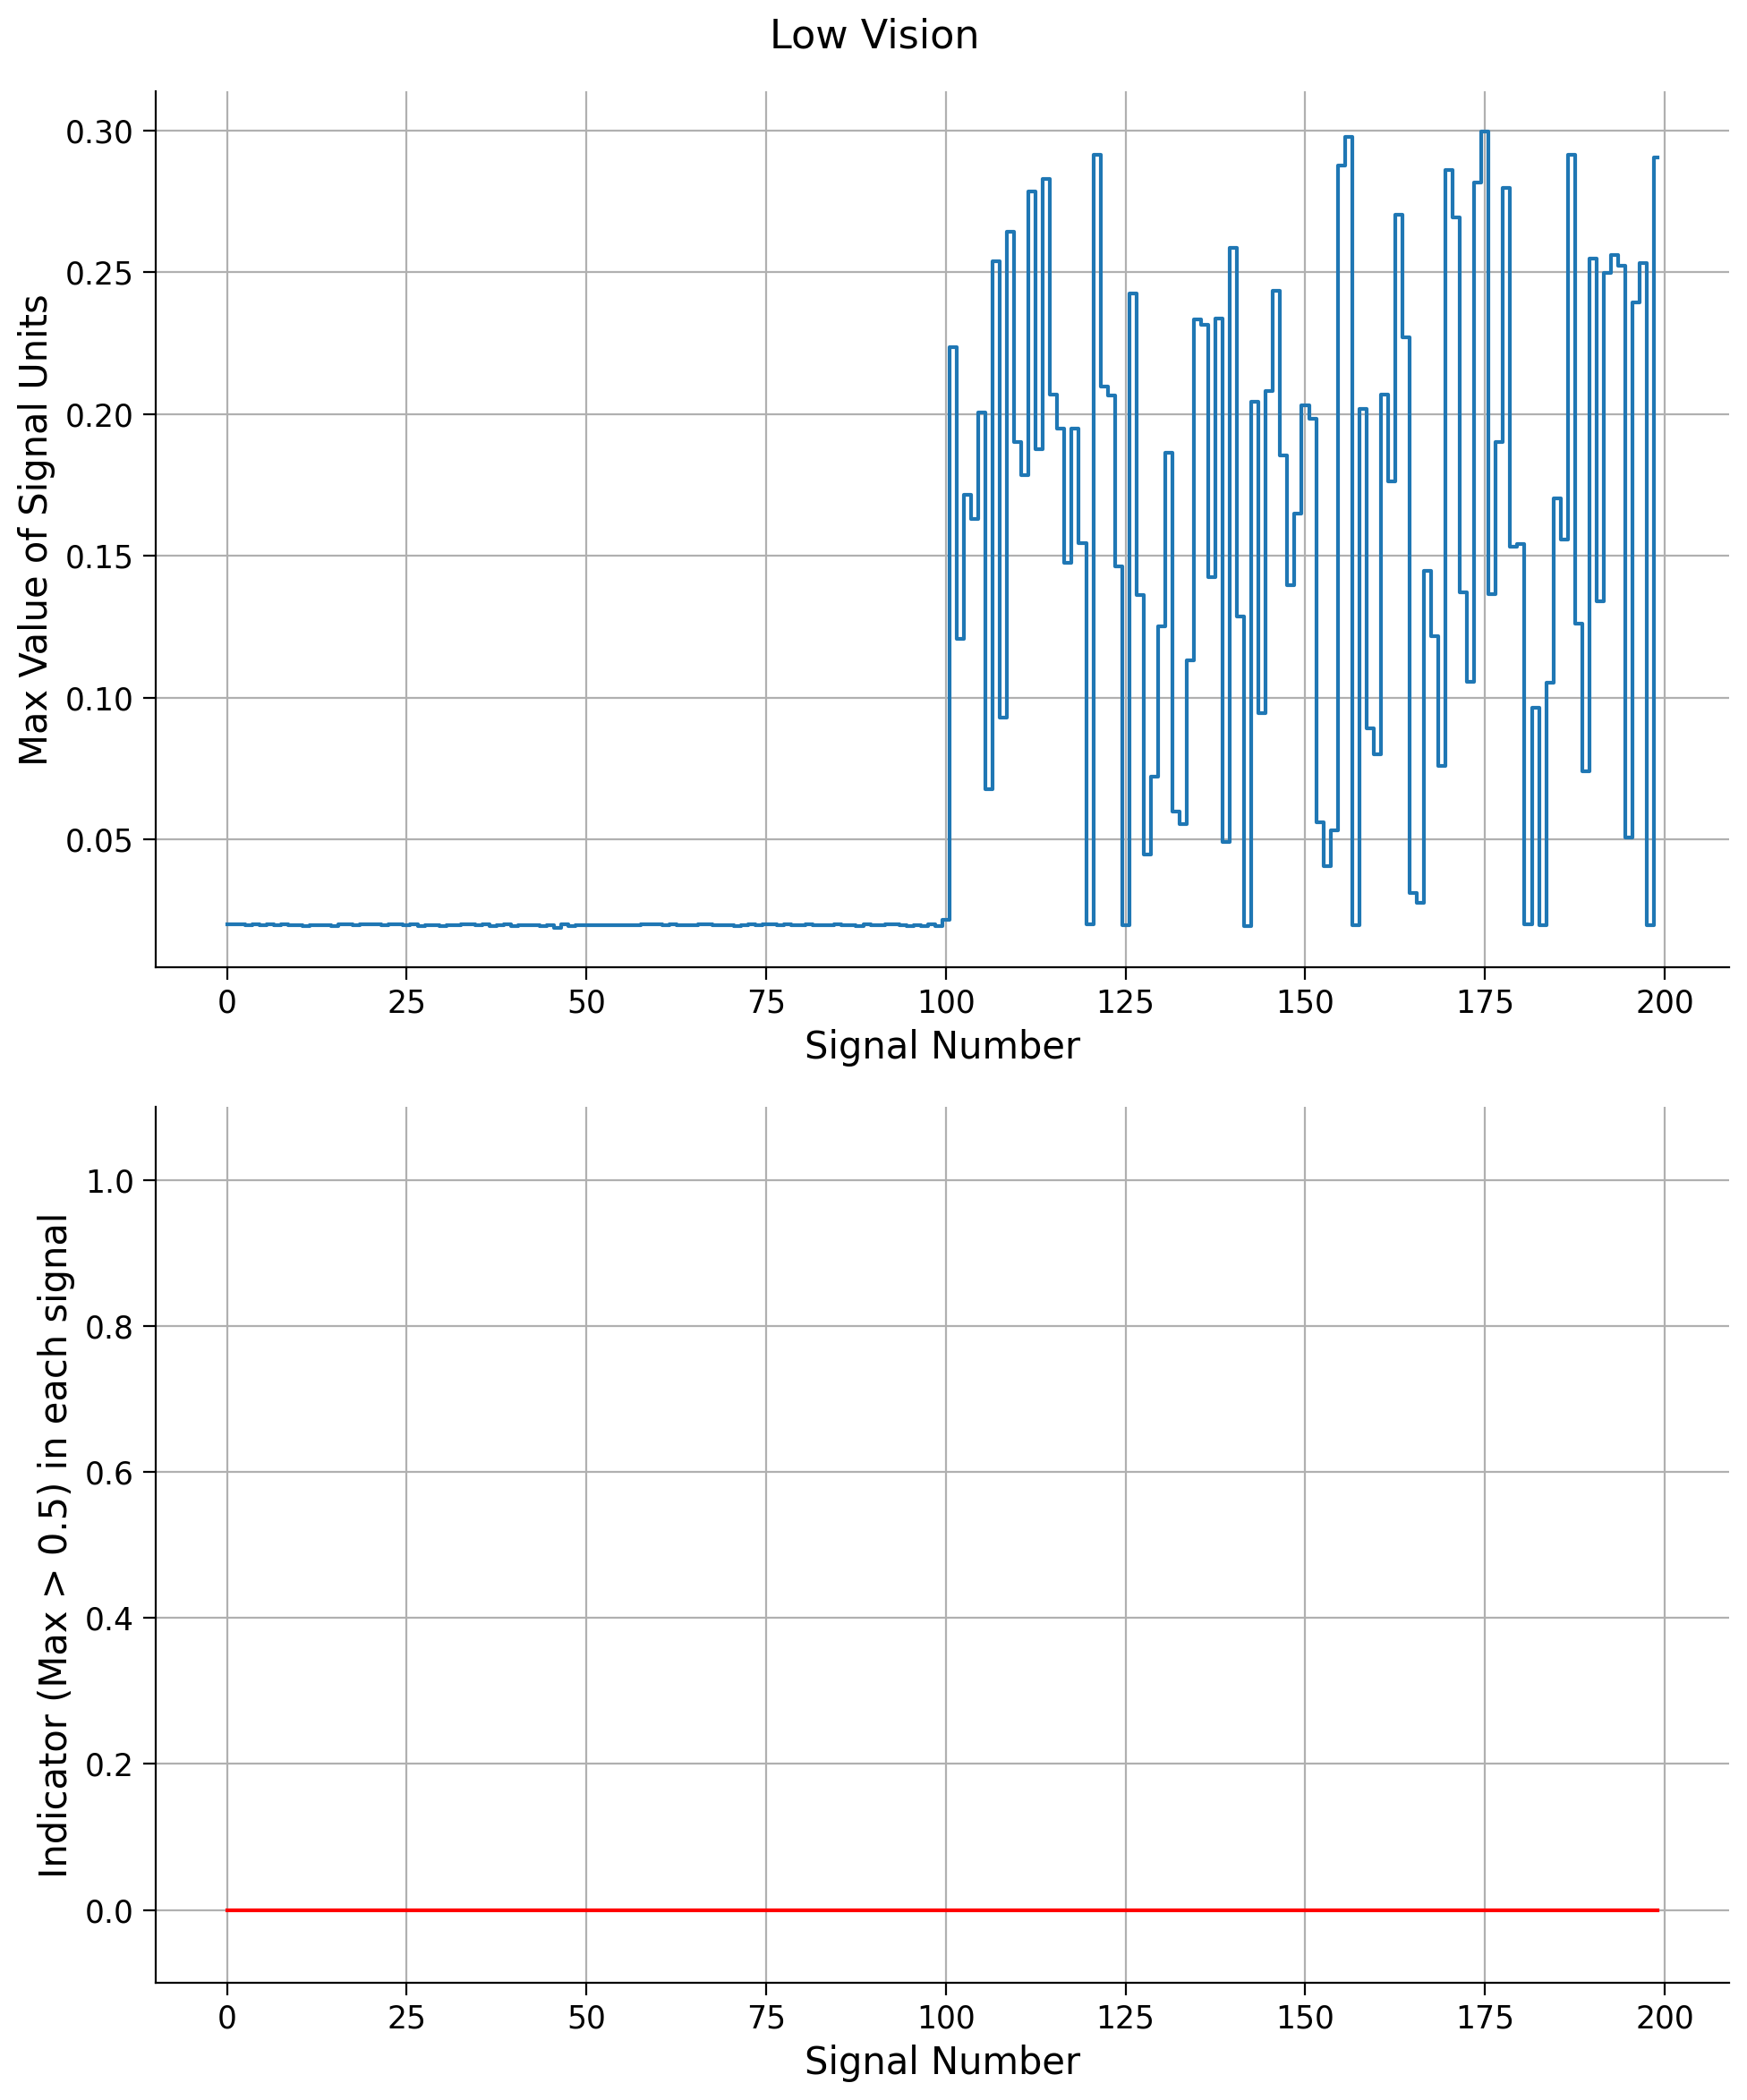 Low Vision
Max Value of Signal Units
0.30
0.25
0.20
0.15
0.10
0.05
0 25 50 75 100 125 150 175 200
Signal Number
Indicator (Max > 0.5) in each signal
1.0
0.8
0.6
0.4
0.2
0.0
0 25 50 75 100 125 150 175 200
Signal Number